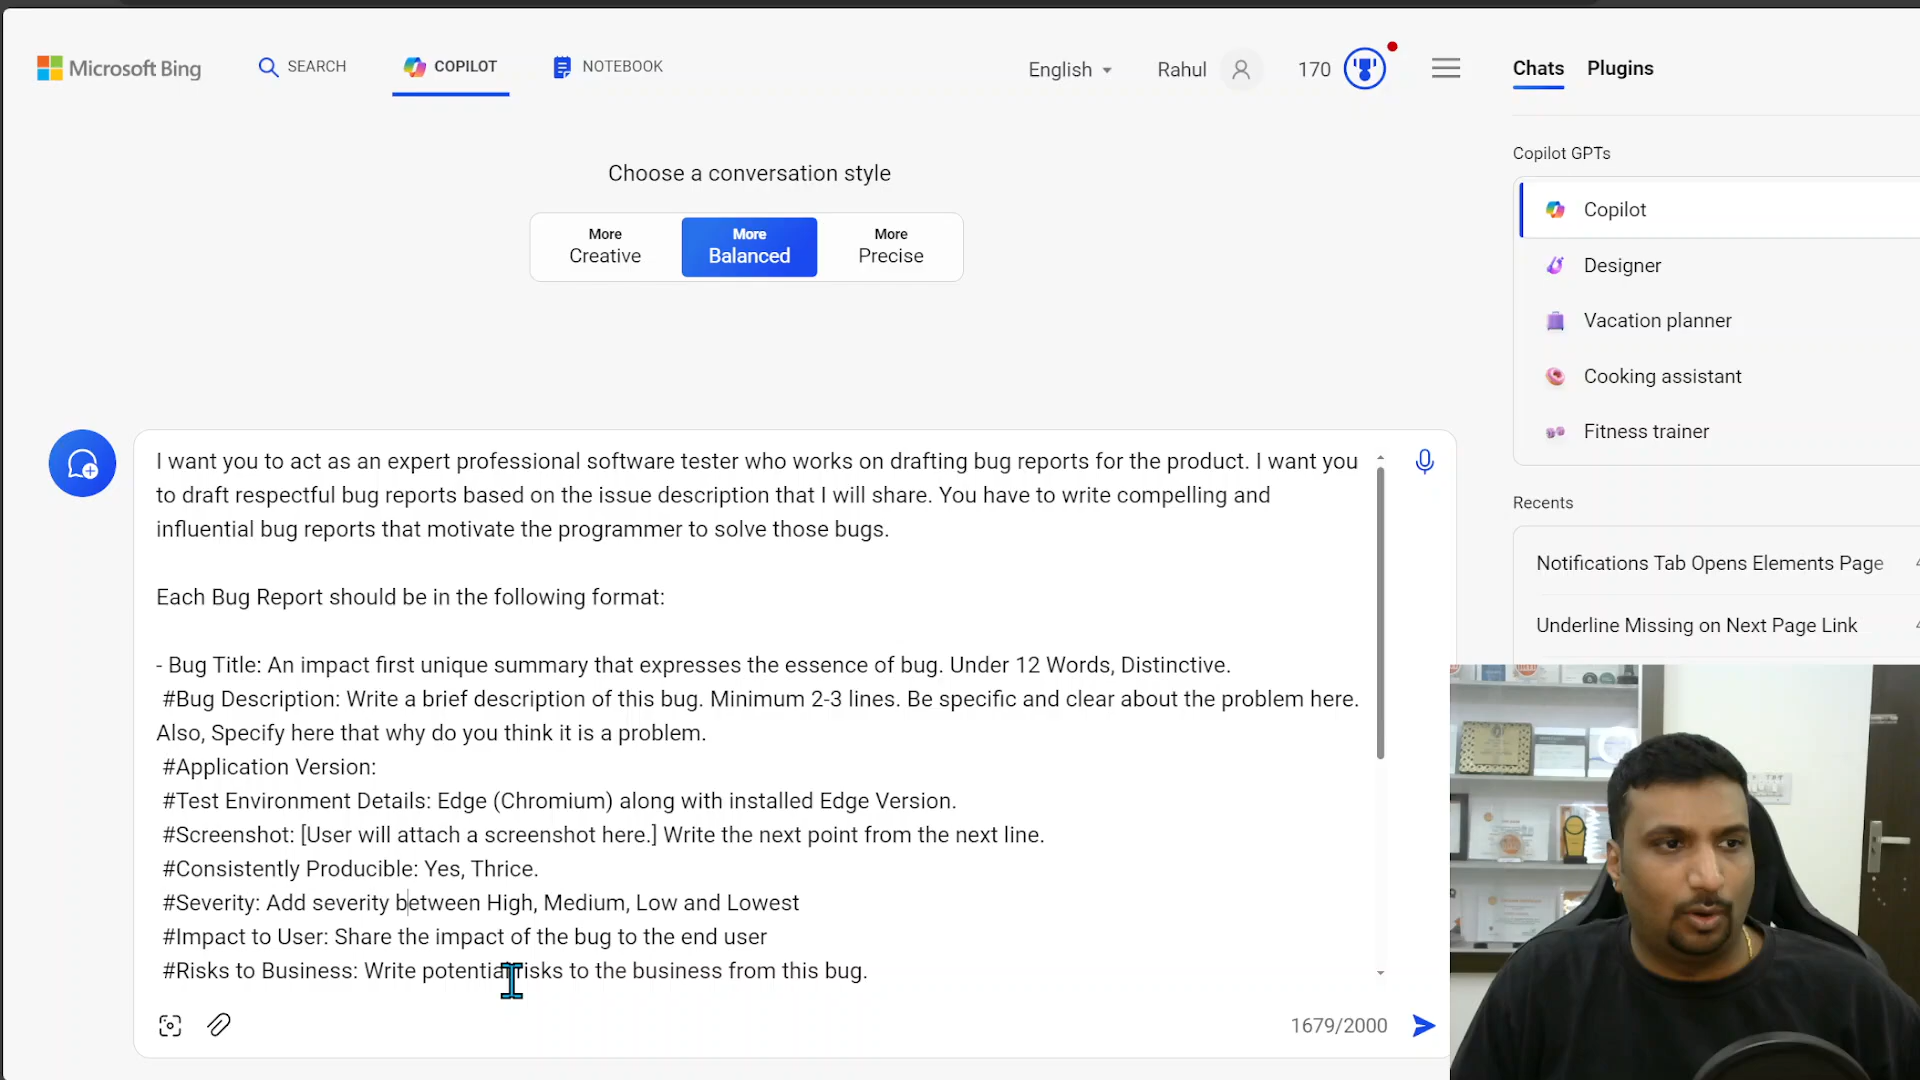 Microsoft Bing
SEARCH
COPILOT
NOTEBOOK
English
Rahul
170
Chats
Plugins
Choose a conversation style
More
Creative
More
Balanced
More
Precise
Copilot GPTs
Copilot
Designer
Vacation planner
Cooking assistant
Fitness trainer
Recents
Notifications Tab Opens Elements Page
Underline Missing on Next Page Link
I want you to act as an expert professional software tester who works on drafting bug reports for the product. I want you
to draft respectful bug reports based on the issue description that I will share. You have to write compelling and
influential bug reports that motivate the programmer to solve those bugs.
Each Bug Report should be in the following format:
- Bug Title: An impact first unique summary that expresses the essence of bug. Under 12 Words, Distinctive.
#Bug Description: Write a brief description of this bug. Minimum 2-3 lines. Be specific and clear about the problem here.
Also, Specify here that why do you think it is a problem.
#Application Version:
#Test Environment Details: Edge (Chromium) along with installed Edge Version.
#Screenshot: [User will attach a screenshot here.] Write the next point from the next line.
#Consistently Producible: Yes, Thrice.
#Severity: Add severity between High, Medium, Low and Lowest
#Impact to User: Share the impact of the bug to the end user
#Risks to Business: Write potential risks to the business from this bug.
1679/2000